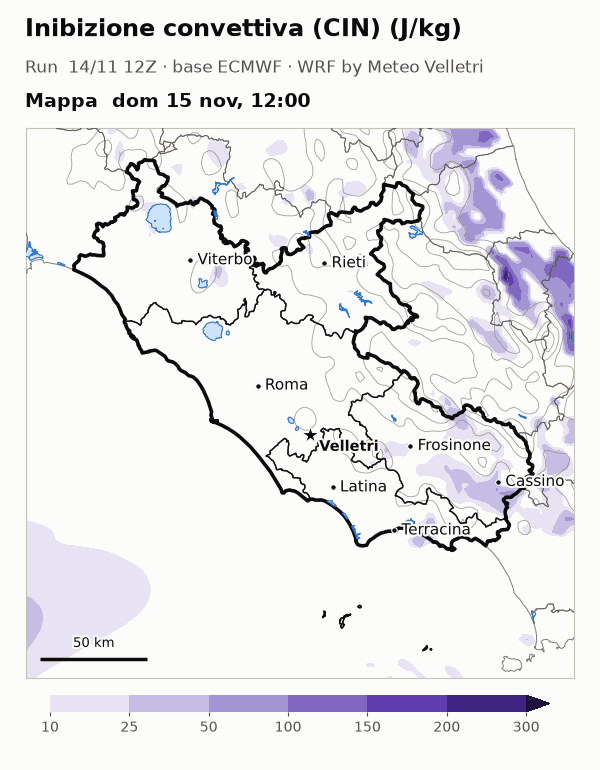 Inibizione convettiva (CIN) (J/kg)
Run 14/11 12Z · base ECMWF · WRF by Meteo Velletri
Mappa dom 15 nov, 12:00
Viterbo
Rieti
Roma
Velletri
Frosinone
Cassino
Latina
Terracina
50 km
10 25 50 100 150 200 300